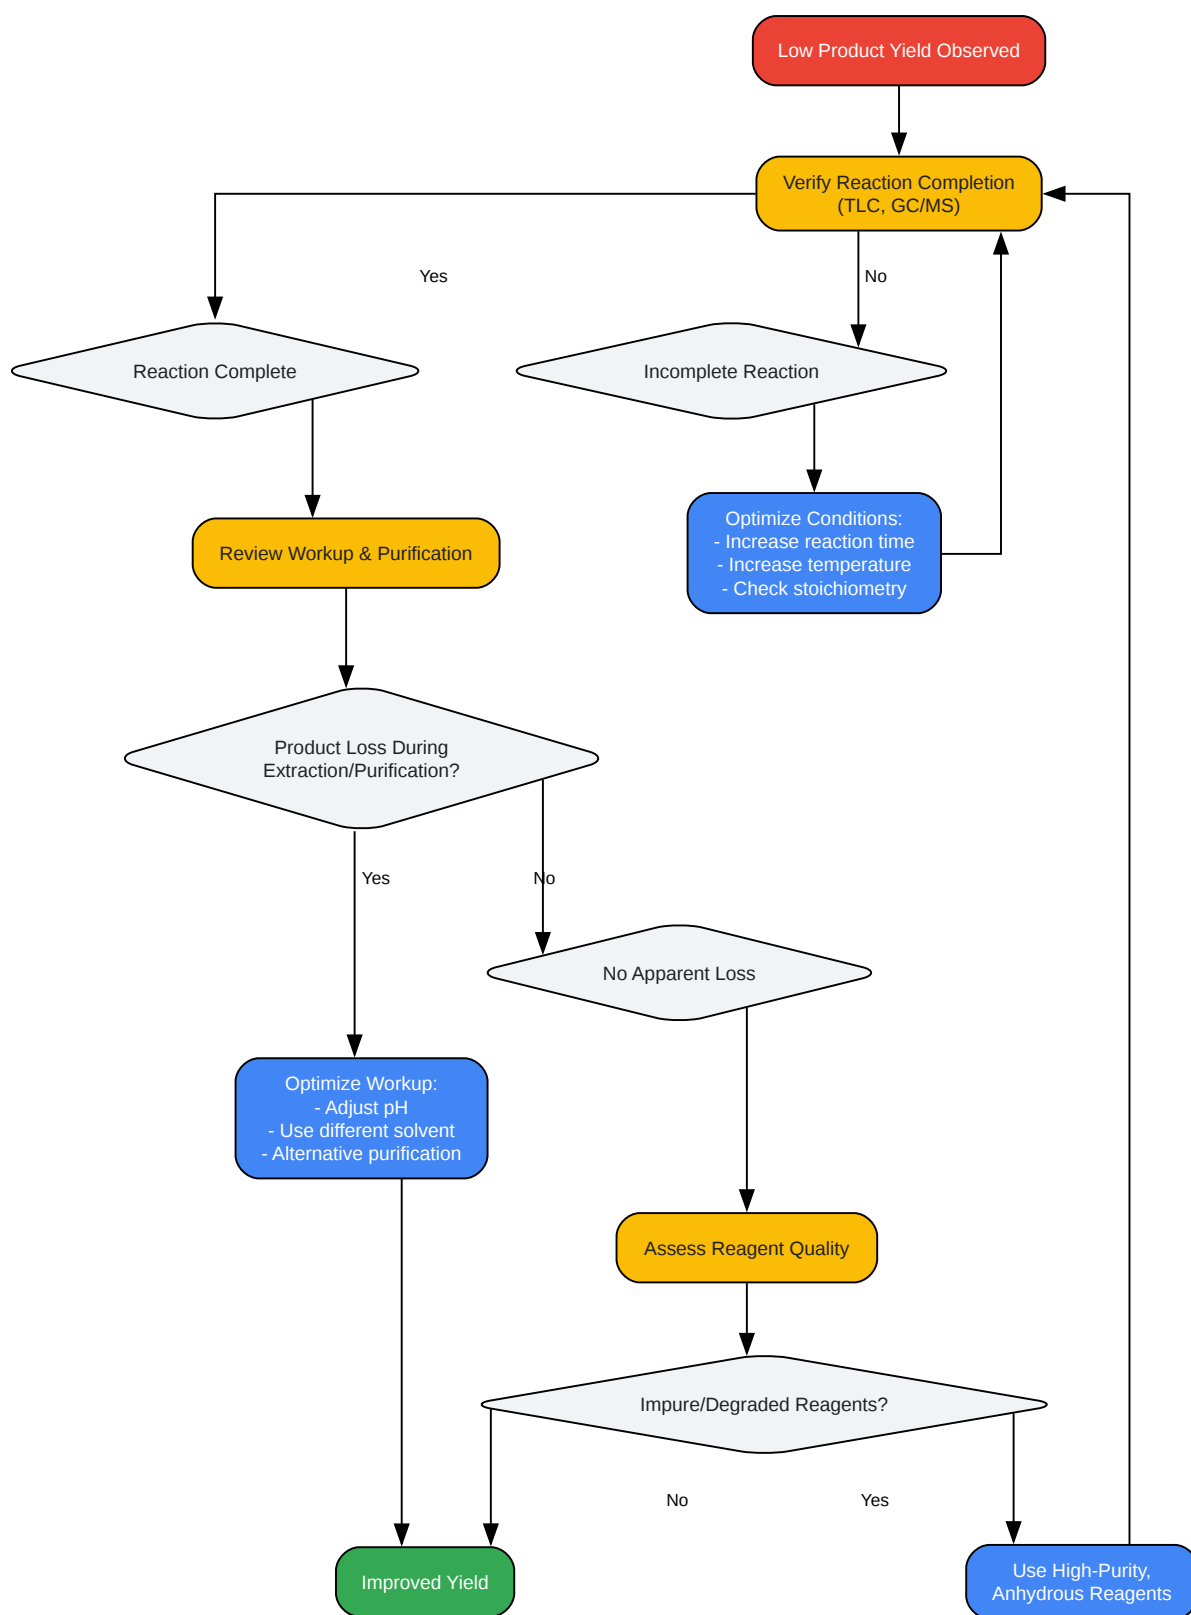 Low Product Yield Observed
Verify Reaction Completion
(TLC, GC/MS)
Yes
No
Reaction Complete
Incomplete Reaction
Optimize Conditions:
- Increase reaction time
- Increase temperature
- Check stoichiometry
Review Workup & Purification
Product Loss During
Extraction/Purification?
Yes
No
No Apparent Loss
Optimize Workup:
- Adjust pH
- Use different solvent
- Alternative purification
Assess Reagent Quality
Impure/Degraded Reagents?
No
Yes
Improved Yield
Use High-Purity,
Anhydrous Reagents